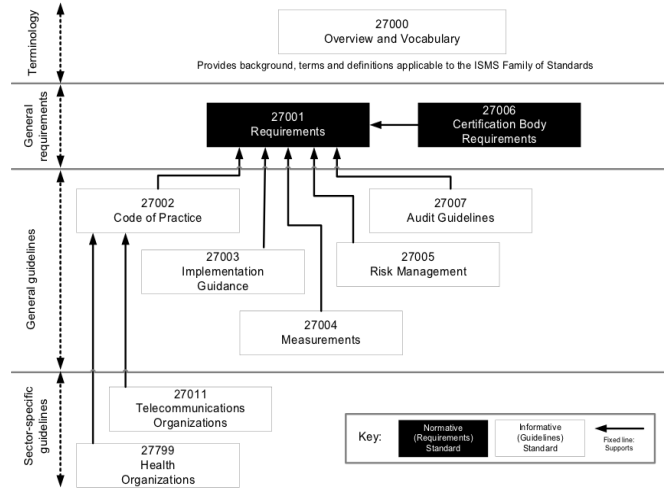 Terminology
27000
Overview and Vocabulary
Provides background, terms and definitions applicable to the ISMS Family of Standards
General
requirements
27001
Requirements
27006
Certification Body
Requirements
General guidelines
27002
Code of Practice
27007
Audit Guidelines
27003
Implementation
Guidance
27005
Risk Management
27004
Measurements
Sector-specific
guidelines
27011
Telecommunications
Organizations
27799
Health
Organizations
Key:
Normative
(Requirements)
Standard
Informative
(Guidelines)
Standard
Fixed line:
Supports